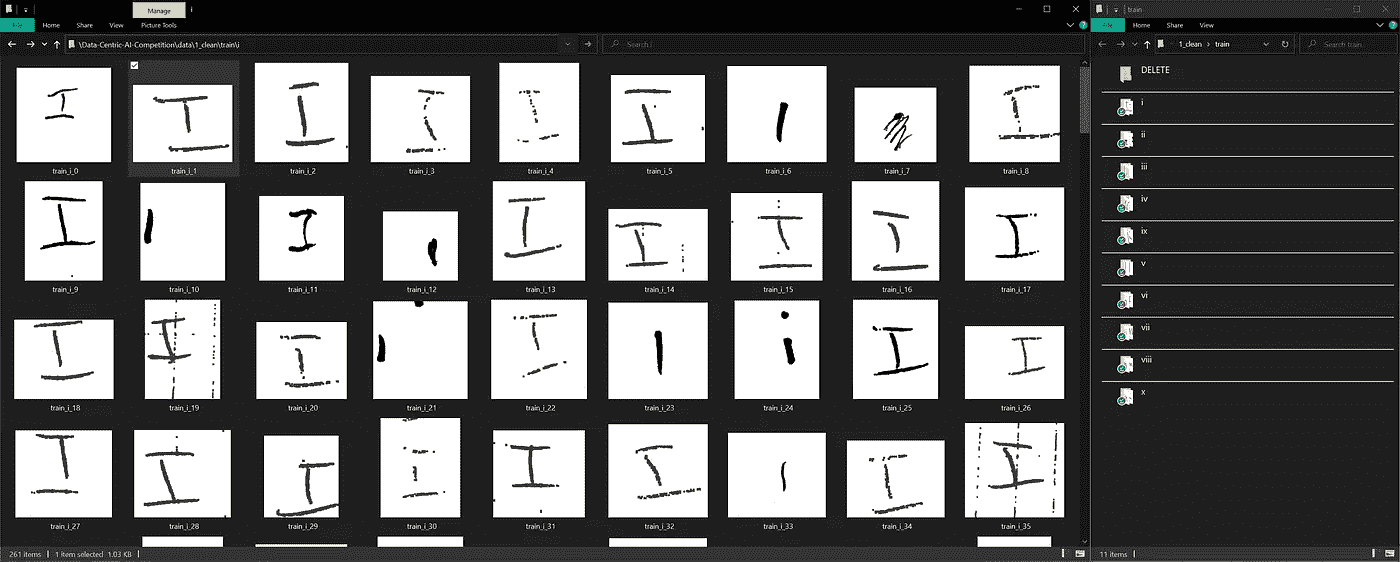 Manage
File Home Share View Picture Tools
\Data-Centric-AI-Competition\data\1_clean\train\i
Search i
train_i_0 train_i_1 train_i_2 train_i_3 train_i_4 train_i_5 train_i_6 train_i_7 train_i_8
train_i_9 train_i_10 train_i_11 train_i_12 train_i_13 train_i_14 train_i_15 train_i_16 train_i_17
train_i_18 train_i_19 train_i_20 train_i_21 train_i_22 train_i_23 train_i_24 train_i_25 train_i_26
train_i_27 train_i_28 train_i_29 train_i_30 train_i_31 train_i_32 train_i_33 train_i_34 train_i_35
261 items 1 item selected 1.03 KB
train
File Home Share View
1_clean > train
Search train
DELETE
i
ii
iii
iv
ix
v
vi
vii
viii
x
11 items